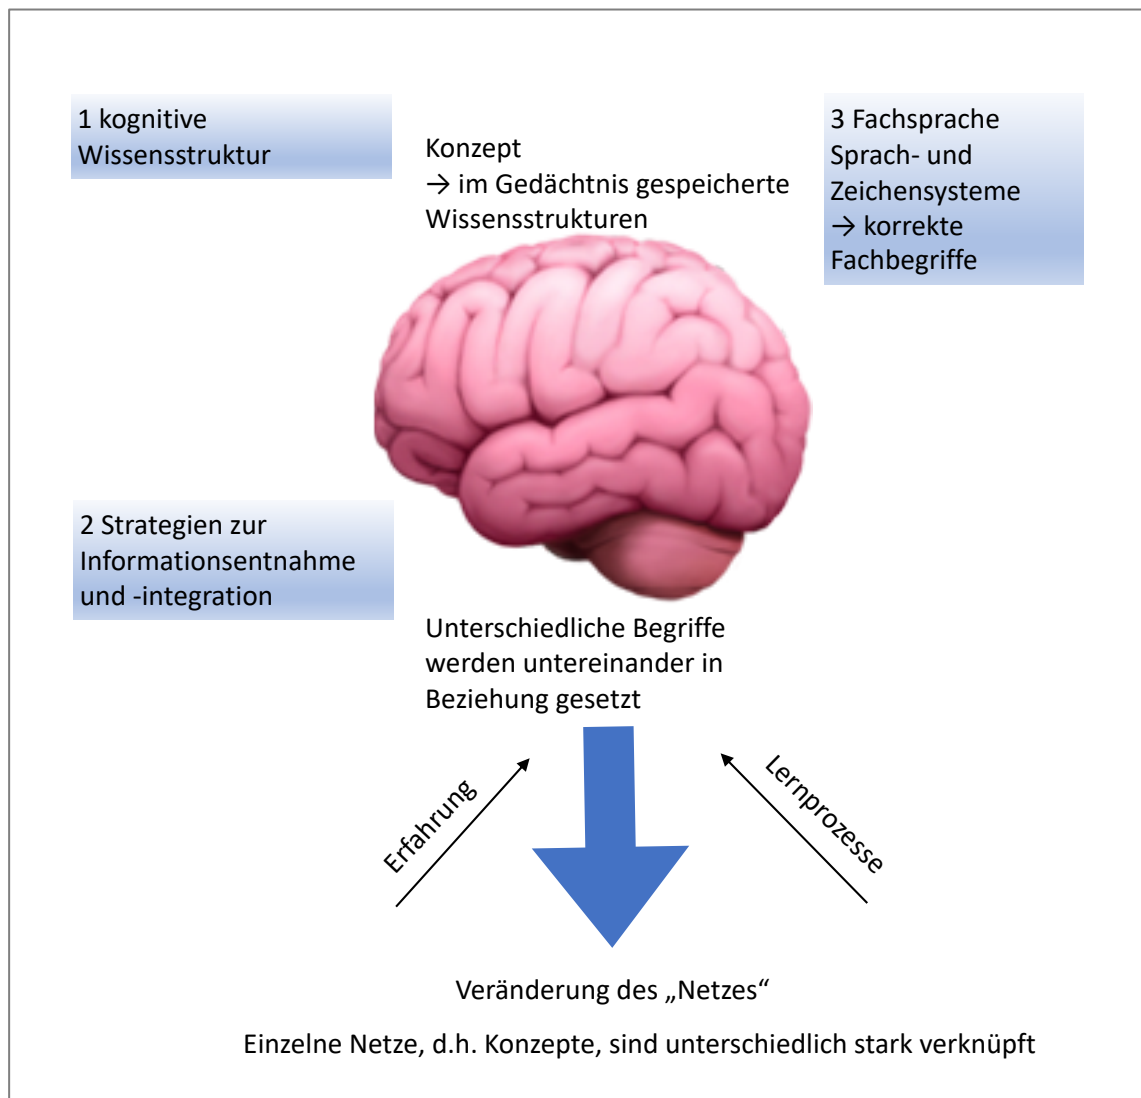 1 kognitive
Wissensstruktur
Konzept
→ im Gedächtnis gespeicherte
Wissensstrukturen
3 Fachsprache
Sprach- und
Zeichensysteme
→ korrekte
Fachbegriffe
2 Strategien zur
Informationsentnahme
und -integration
Unterschiedliche Begriffe
werden untereinander in
Beziehung gesetzt
Erfahrung
Lernprozesse
Veränderung des „Netzes“
Einzelne Netze, d.h. Konzepte, sind unterschiedlich stark verknüpft